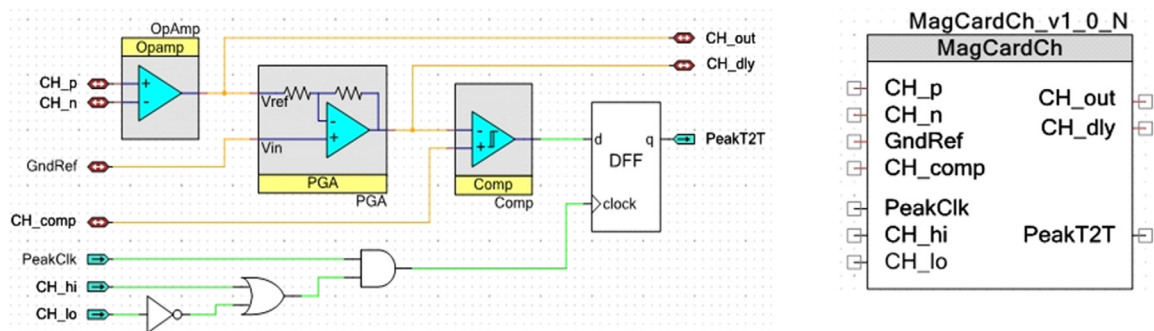 OpAmp
Opamp
CH_p
CH_n
+
-
CH_out
CH_dly
Vref
-
+
Vin
GndRef
PGA
PGA
-
+
Comp
Comp
d q
DFF
clock
PeakT2T
CH_comp
PeakClk
CH_hi
CH_lo
MagCardCh_v1_0_N
MagCardCh
CH_p
CH_n
GndRef
CH_comp
PeakClk
CH_hi
CH_lo
CH_out
CH_dly
PeakT2T